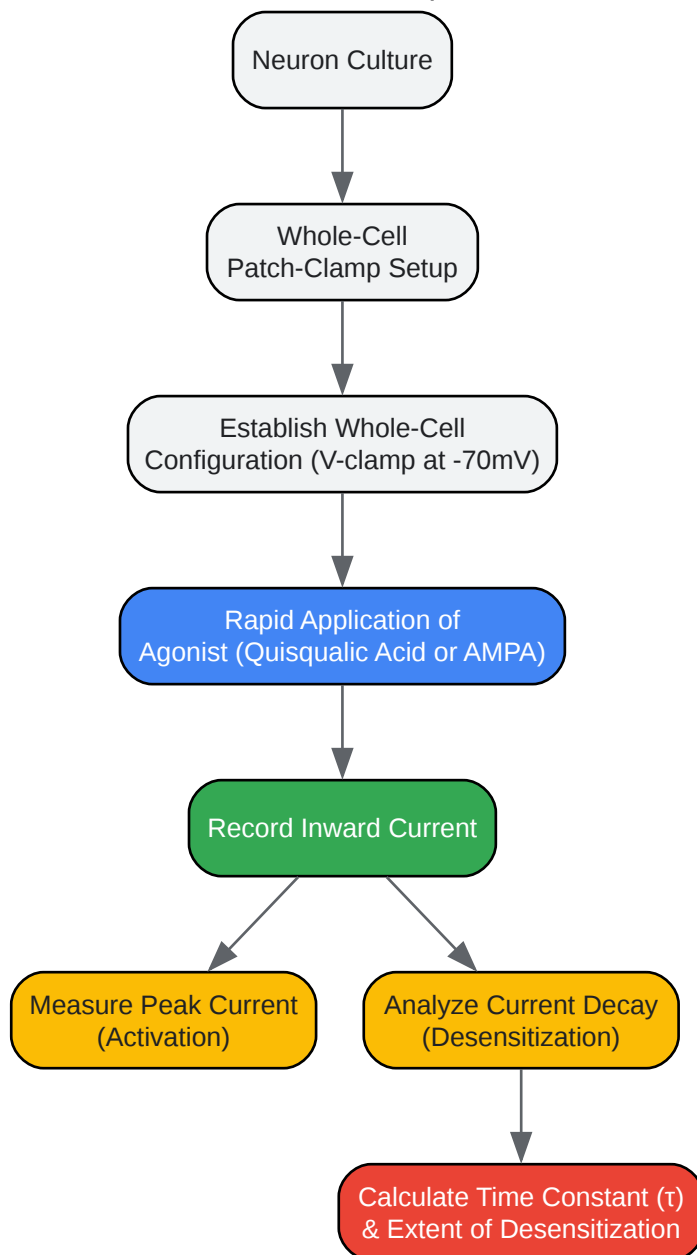 Neuron Culture
Whole-Cell
Patch-Clamp Setup
Establish Whole-Cell
Configuration (V-clamp at -70mV)
Rapid Application of
Agonist (Quisqualic Acid or AMPA)
Record Inward Current
Measure Peak Current
(Activation)
Analyze Current Decay
(Desensitization)
Calculate Time Constant (τ)
& Extent of Desensitization